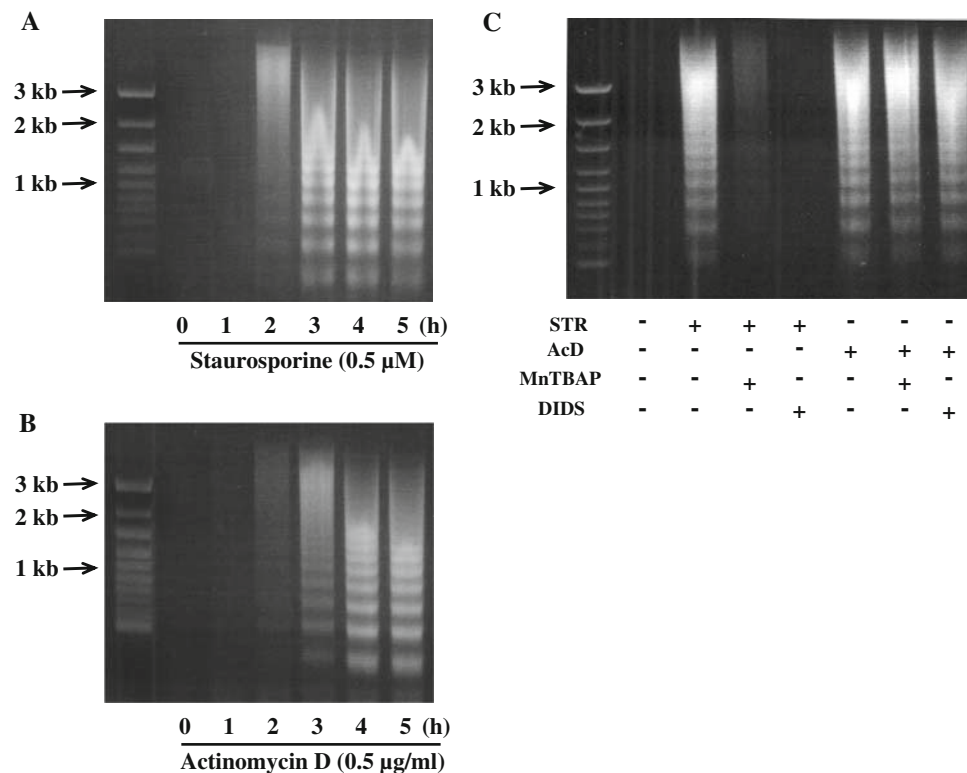 A
3 kb
2 kb
1 kb
0 1 2 3 4 5 (h)
Staurosporine (0.5 µM)
B
3 kb
2 kb
1 kb
0 1 2 3 4 5 (h)
Actinomycin D (0.5 µg/ml)
C
3 kb
2 kb
1 kb
STR - + + + - - -
AcD - - - - + + +
MnTBAP - - + - - + -
DIDS - - - + - - +